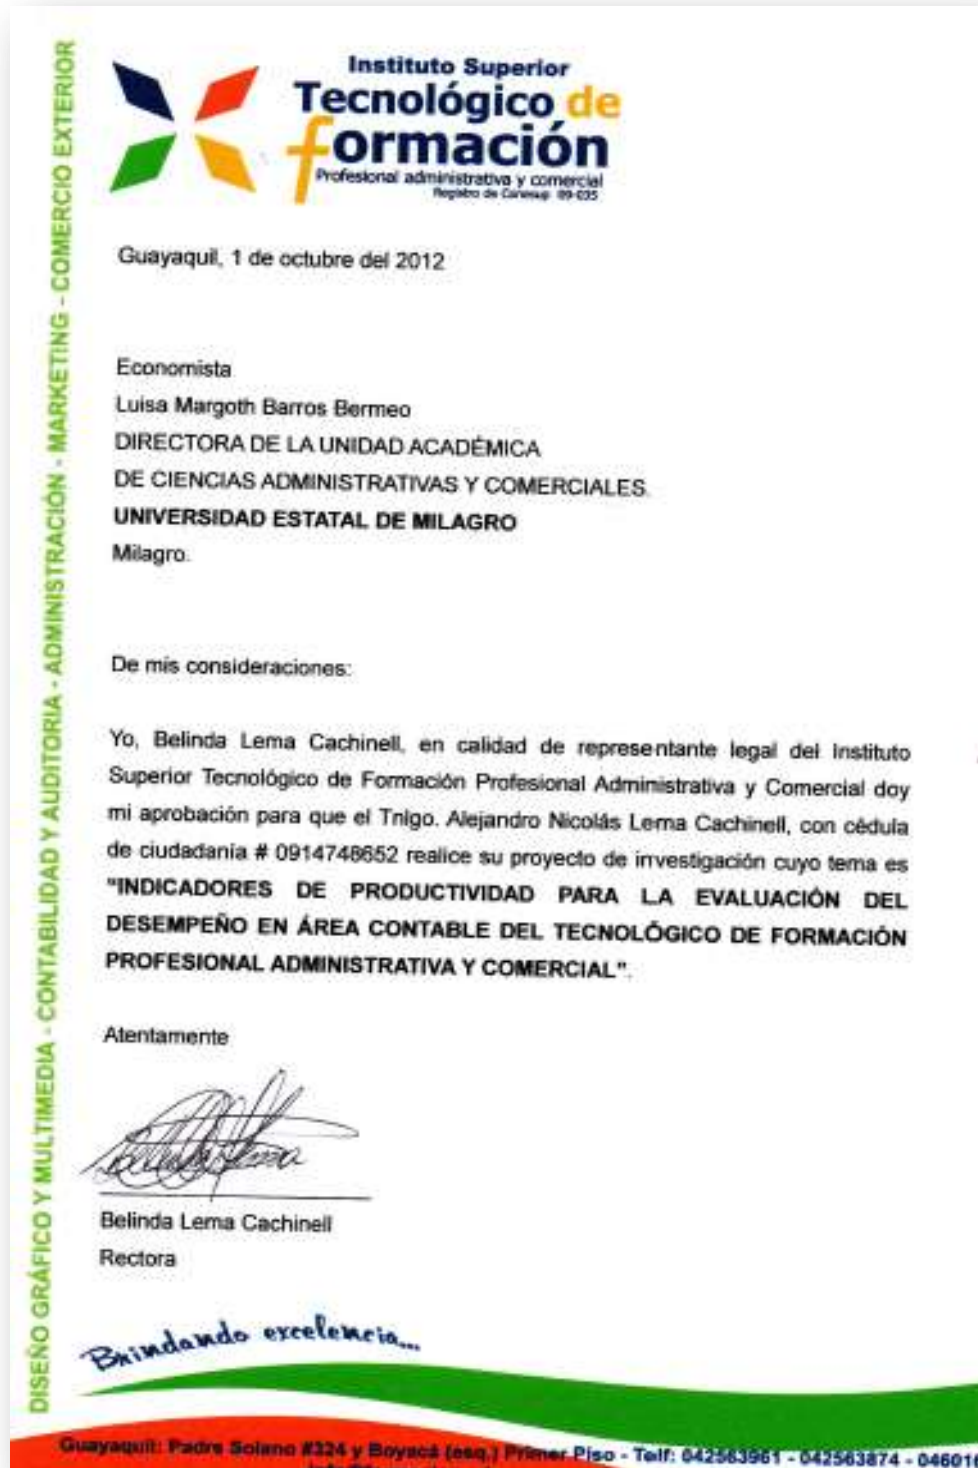 DISEÑO GRÁFICO Y MULTIMEDIA - CONTABILIDAD Y AUDITORIA - ADMINISTRACIÓN - MARKETING - COMERCIO EXTERIOR
Instituto Superior
Tecnológico de
formación
Profesional administrativa y comercial
Registro de Conesup 09-035
Guayaquil, 1 de octubre del 2012
Economista
Luisa Margoth Barros Bermeo
DIRECTORA DE LA UNIDAD ACADÉMICA
DE CIENCIAS ADMINISTRATIVAS Y COMERCIALES.
UNIVERSIDAD ESTATAL DE MILAGRO
Milagro.
De mis consideraciones:
Yo, Belinda Lema Cachinell, en calidad de representante legal del Instituto
Superior Tecnológico de Formación Profesional Administrativa y Comercial doy
mi aprobación para que el Tnlgo. Alejandro Nicolás Lema Cachinell, con cédula
de ciudadanía # 0914748652 realice su proyecto de investigación cuyo tema es
"INDICADORES DE PRODUCTIVIDAD PARA LA EVALUACIÓN DEL
DESEMPEÑO EN ÁREA CONTABLE DEL TECNOLÓGICO DE FORMACIÓN
PROFESIONAL ADMINISTRATIVA Y COMERCIAL".
Atentamente
Belinda Lema Cachinell
Rectora
Brindando excelencia...
Guayaquil: Padre Solano #324 y Boyacá (esq.) Primer Piso - Telf: 042563961 - 042563874 - 046018